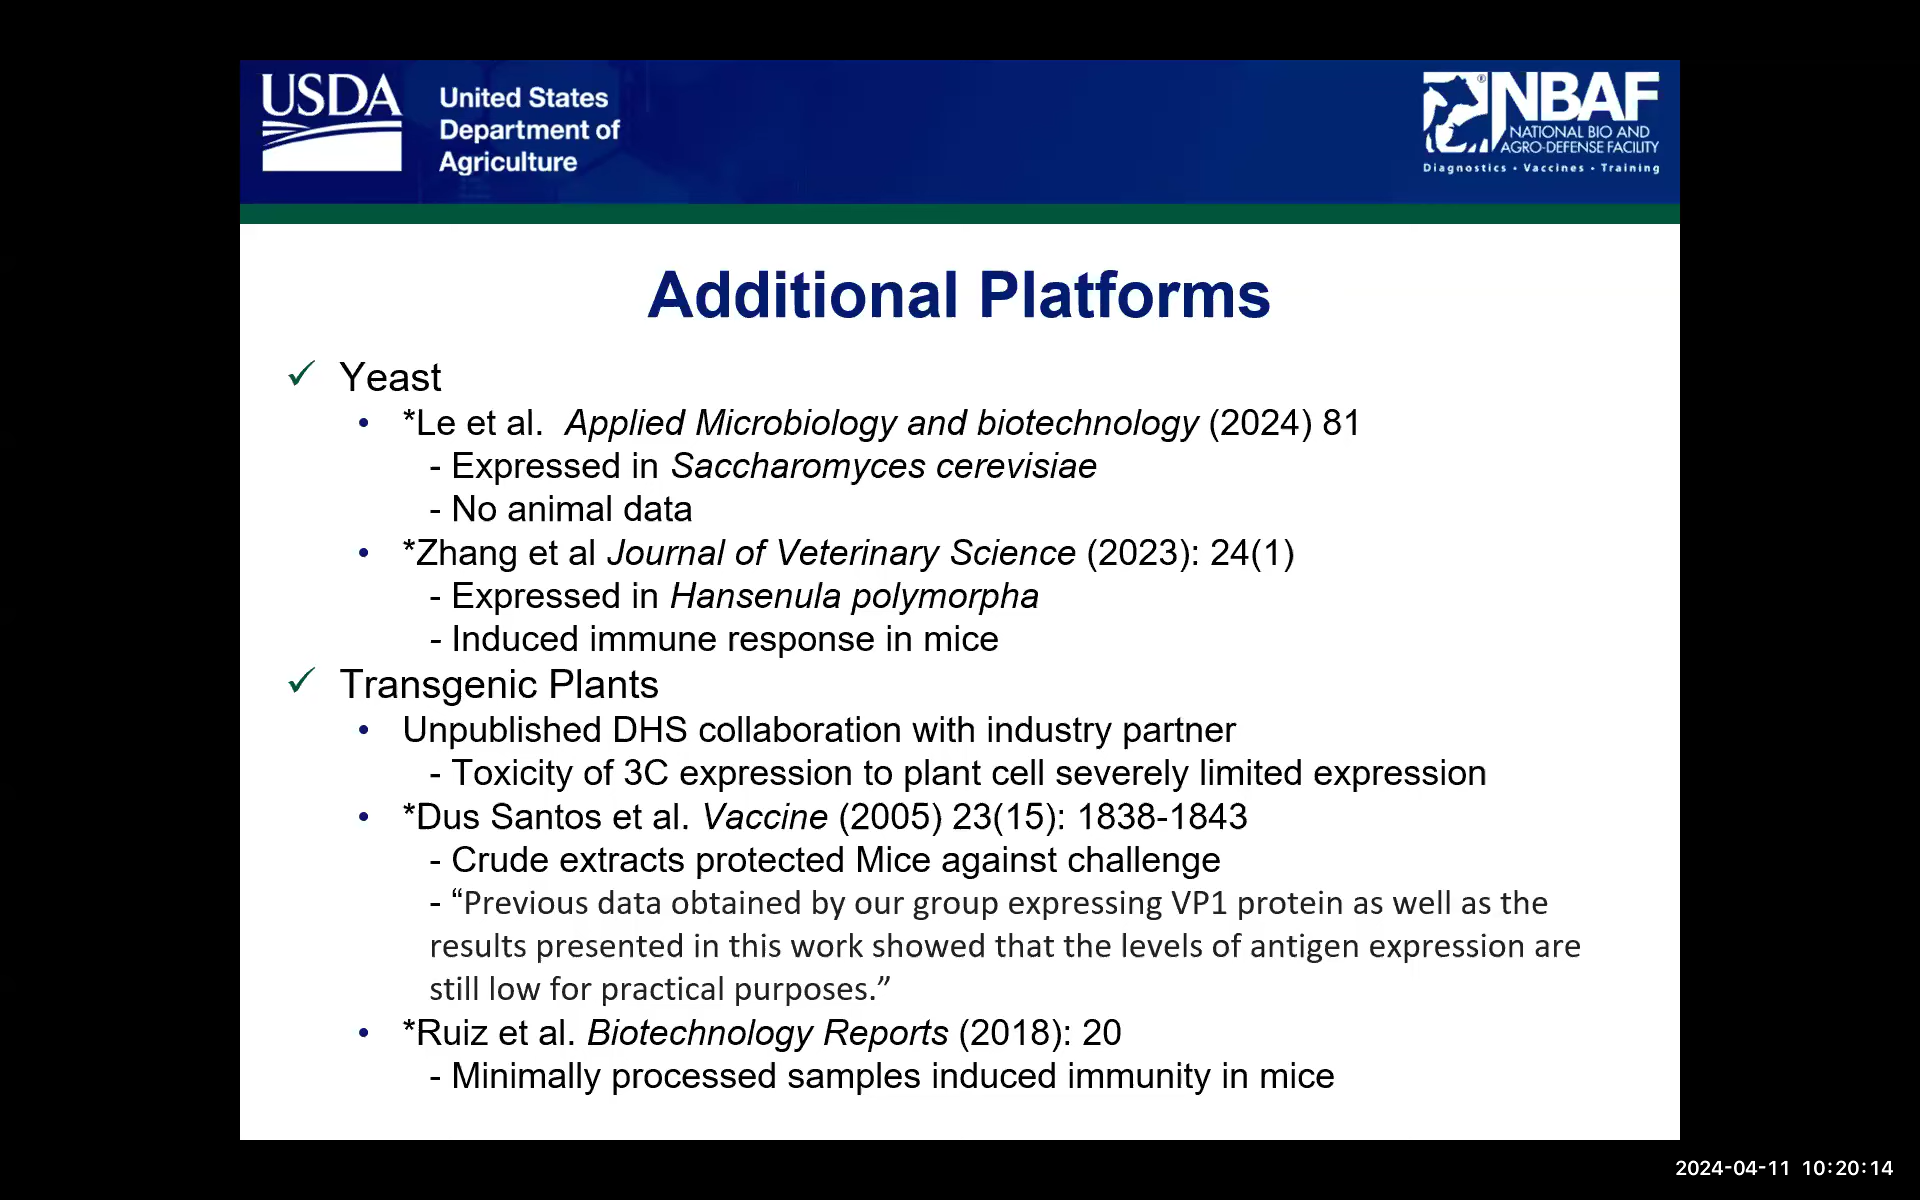 USDA
United States
Department of
Agriculture
®
NBAF
NATIONAL BIO AND
AGRO-DEFENSE FACILITY
Diagnostics • Vaccines • Training
Additional Platforms
✓ Yeast
• *Le et al.  Applied Microbiology and biotechnology (2024) 81
- Expressed in Saccharomyces cerevisiae
- No animal data
• *Zhang et al Journal of Veterinary Science (2023): 24(1)
- Expressed in Hansenula polymorpha
- Induced immune response in mice
✓ Transgenic Plants
• Unpublished DHS collaboration with industry partner
- Toxicity of 3C expression to plant cell severely limited expression
• *Dus Santos et al. Vaccine (2005) 23(15): 1838-1843
- Crude extracts protected Mice against challenge
- “Previous data obtained by our group expressing VP1 protein as well as the
results presented in this work showed that the levels of antigen expression are
still low for practical purposes.”
• *Ruiz et al. Biotechnology Reports (2018): 20
- Minimally processed samples induced immunity in mice
2024-04-11 10:20:14